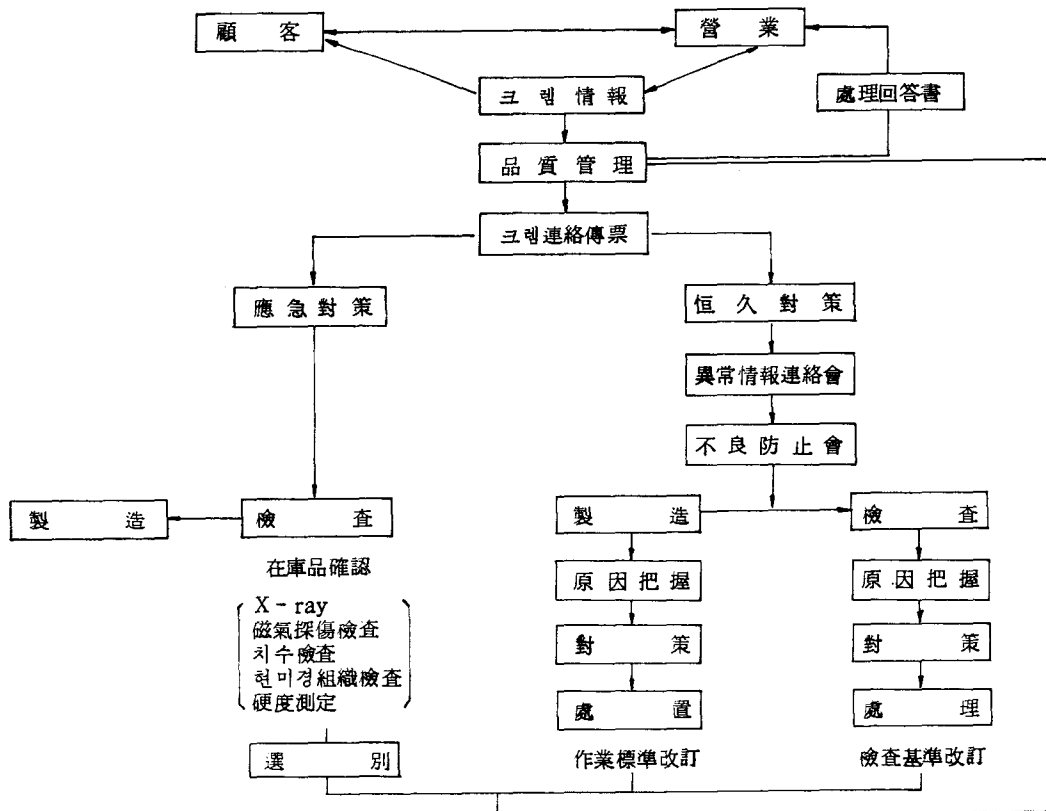 顧客
營業
크렘情報
處理回答書
品質管理
크렘連絡傳票
應急對策
恒久對策
異常情報連絡會
不良防止會
製造
檢査
製造
檢査
在庫品確認
原因把握
原因把握
X - ray
磁氣探傷檢査
치수檢査
현미경組織檢査
硬度測定
對策
對策
處置
處理
選別
作業標準改訂
檢査基準改訂